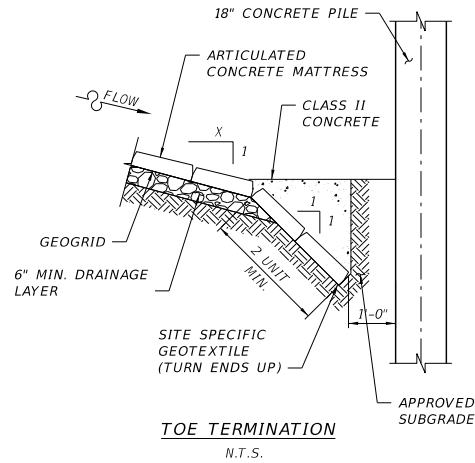 18" CONCRETE PILE
ARTICULATED
CONCRETE MATTRESS
FLOW
CLASS II
CONCRETE
X
1
1
1
GEOGRID
2 UNIT
MIN.
6" MIN. DRAINAGE
LAYER
1'-0"
SITE SPECIFIC
GEOTEXTILE
(TURN ENDS UP)
APPROVED
SUBGRADE
TOE TERMINATION
N.T.S.